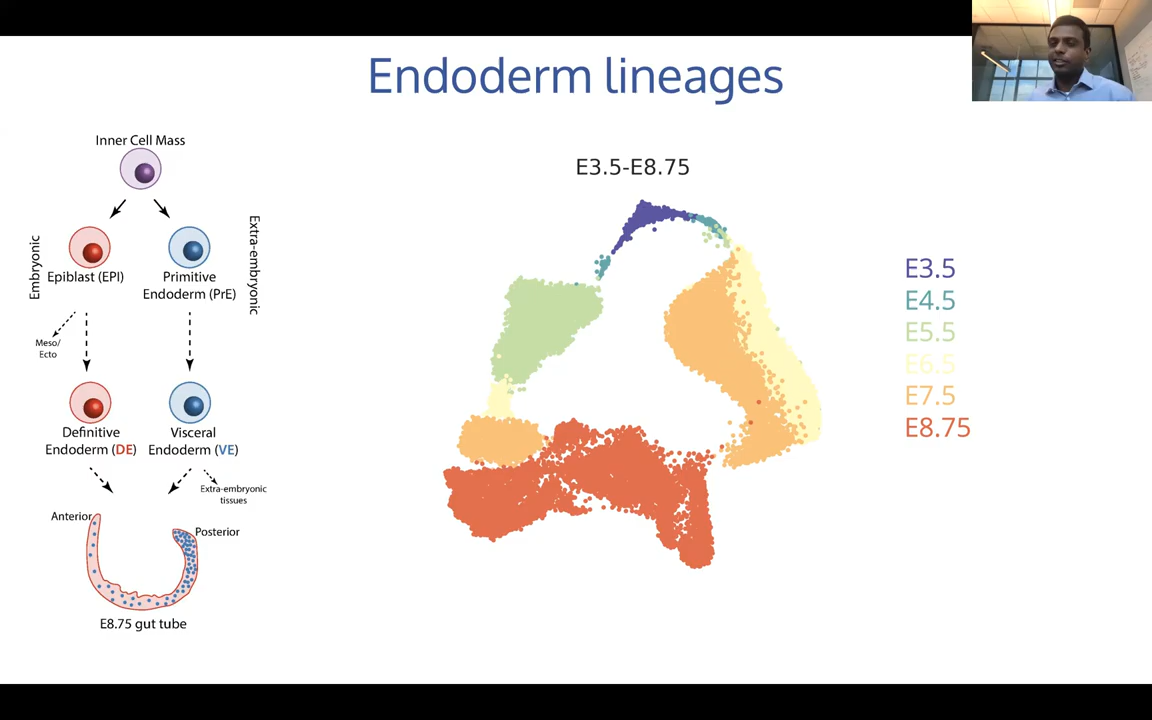 Endoderm lineages
Inner Cell Mass
Embryonic
Extra-embryonic
Epiblast (EPI)
Primitive
Endoderm (PrE)
Meso/
Ecto
Definitive
Endoderm (DE)
Visceral
Endoderm (VE)
Extra-embryonic
tissues
Anterior
Posterior
E8.75 gut tube
E3.5-E8.75
E3.5
E4.5
E5.5
E6.5
E7.5
E8.75